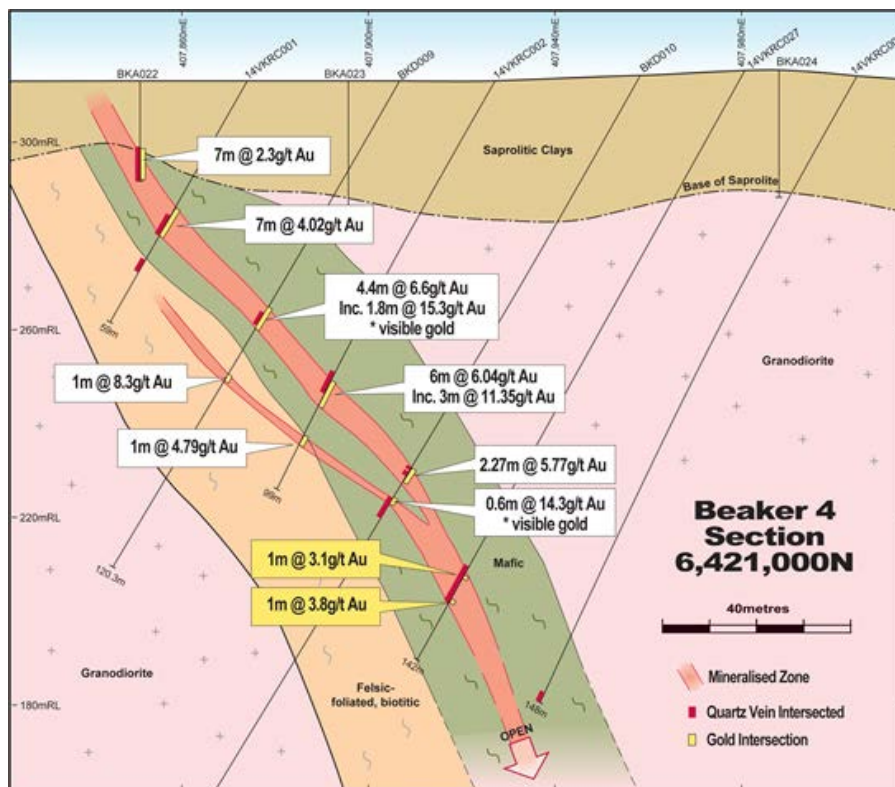 407,860mE
407,900mE
407,940mE
407,980mE
BKA022
14VKRC001
BKA023
BKD009
14VKRC002
BKD010
14VKRC027
BKA024
300mRL
7m @ 2.3g/t Au
Saprolitic Clays
Base of Saprolite
7m @ 4.02g/t Au
4.4m @ 6.6g/t Au
Inc. 1.8m @ 15.3g/t Au
* visible gold
59m
260mRL
Granodiorite
1m @ 8.3g/t Au
6m @ 6.04g/t Au
Inc. 3m @ 11.35g/t Au
1m @ 4.79g/t Au
2.27m @ 5.77g/t Au
99m
0.6m @ 14.3g/t Au
* visible gold
220mRL
Beaker 4
Section
6,421,000N
1m @ 3.1g/t Au
Mafic
120.3m
1m @ 3.8g/t Au
40metres
142m
Granodiorite
Felsic-
foliated, biotitic
Mineralised Zone
180mRL
148m
Quartz Vein Intersected
OPEN
Gold Intersection